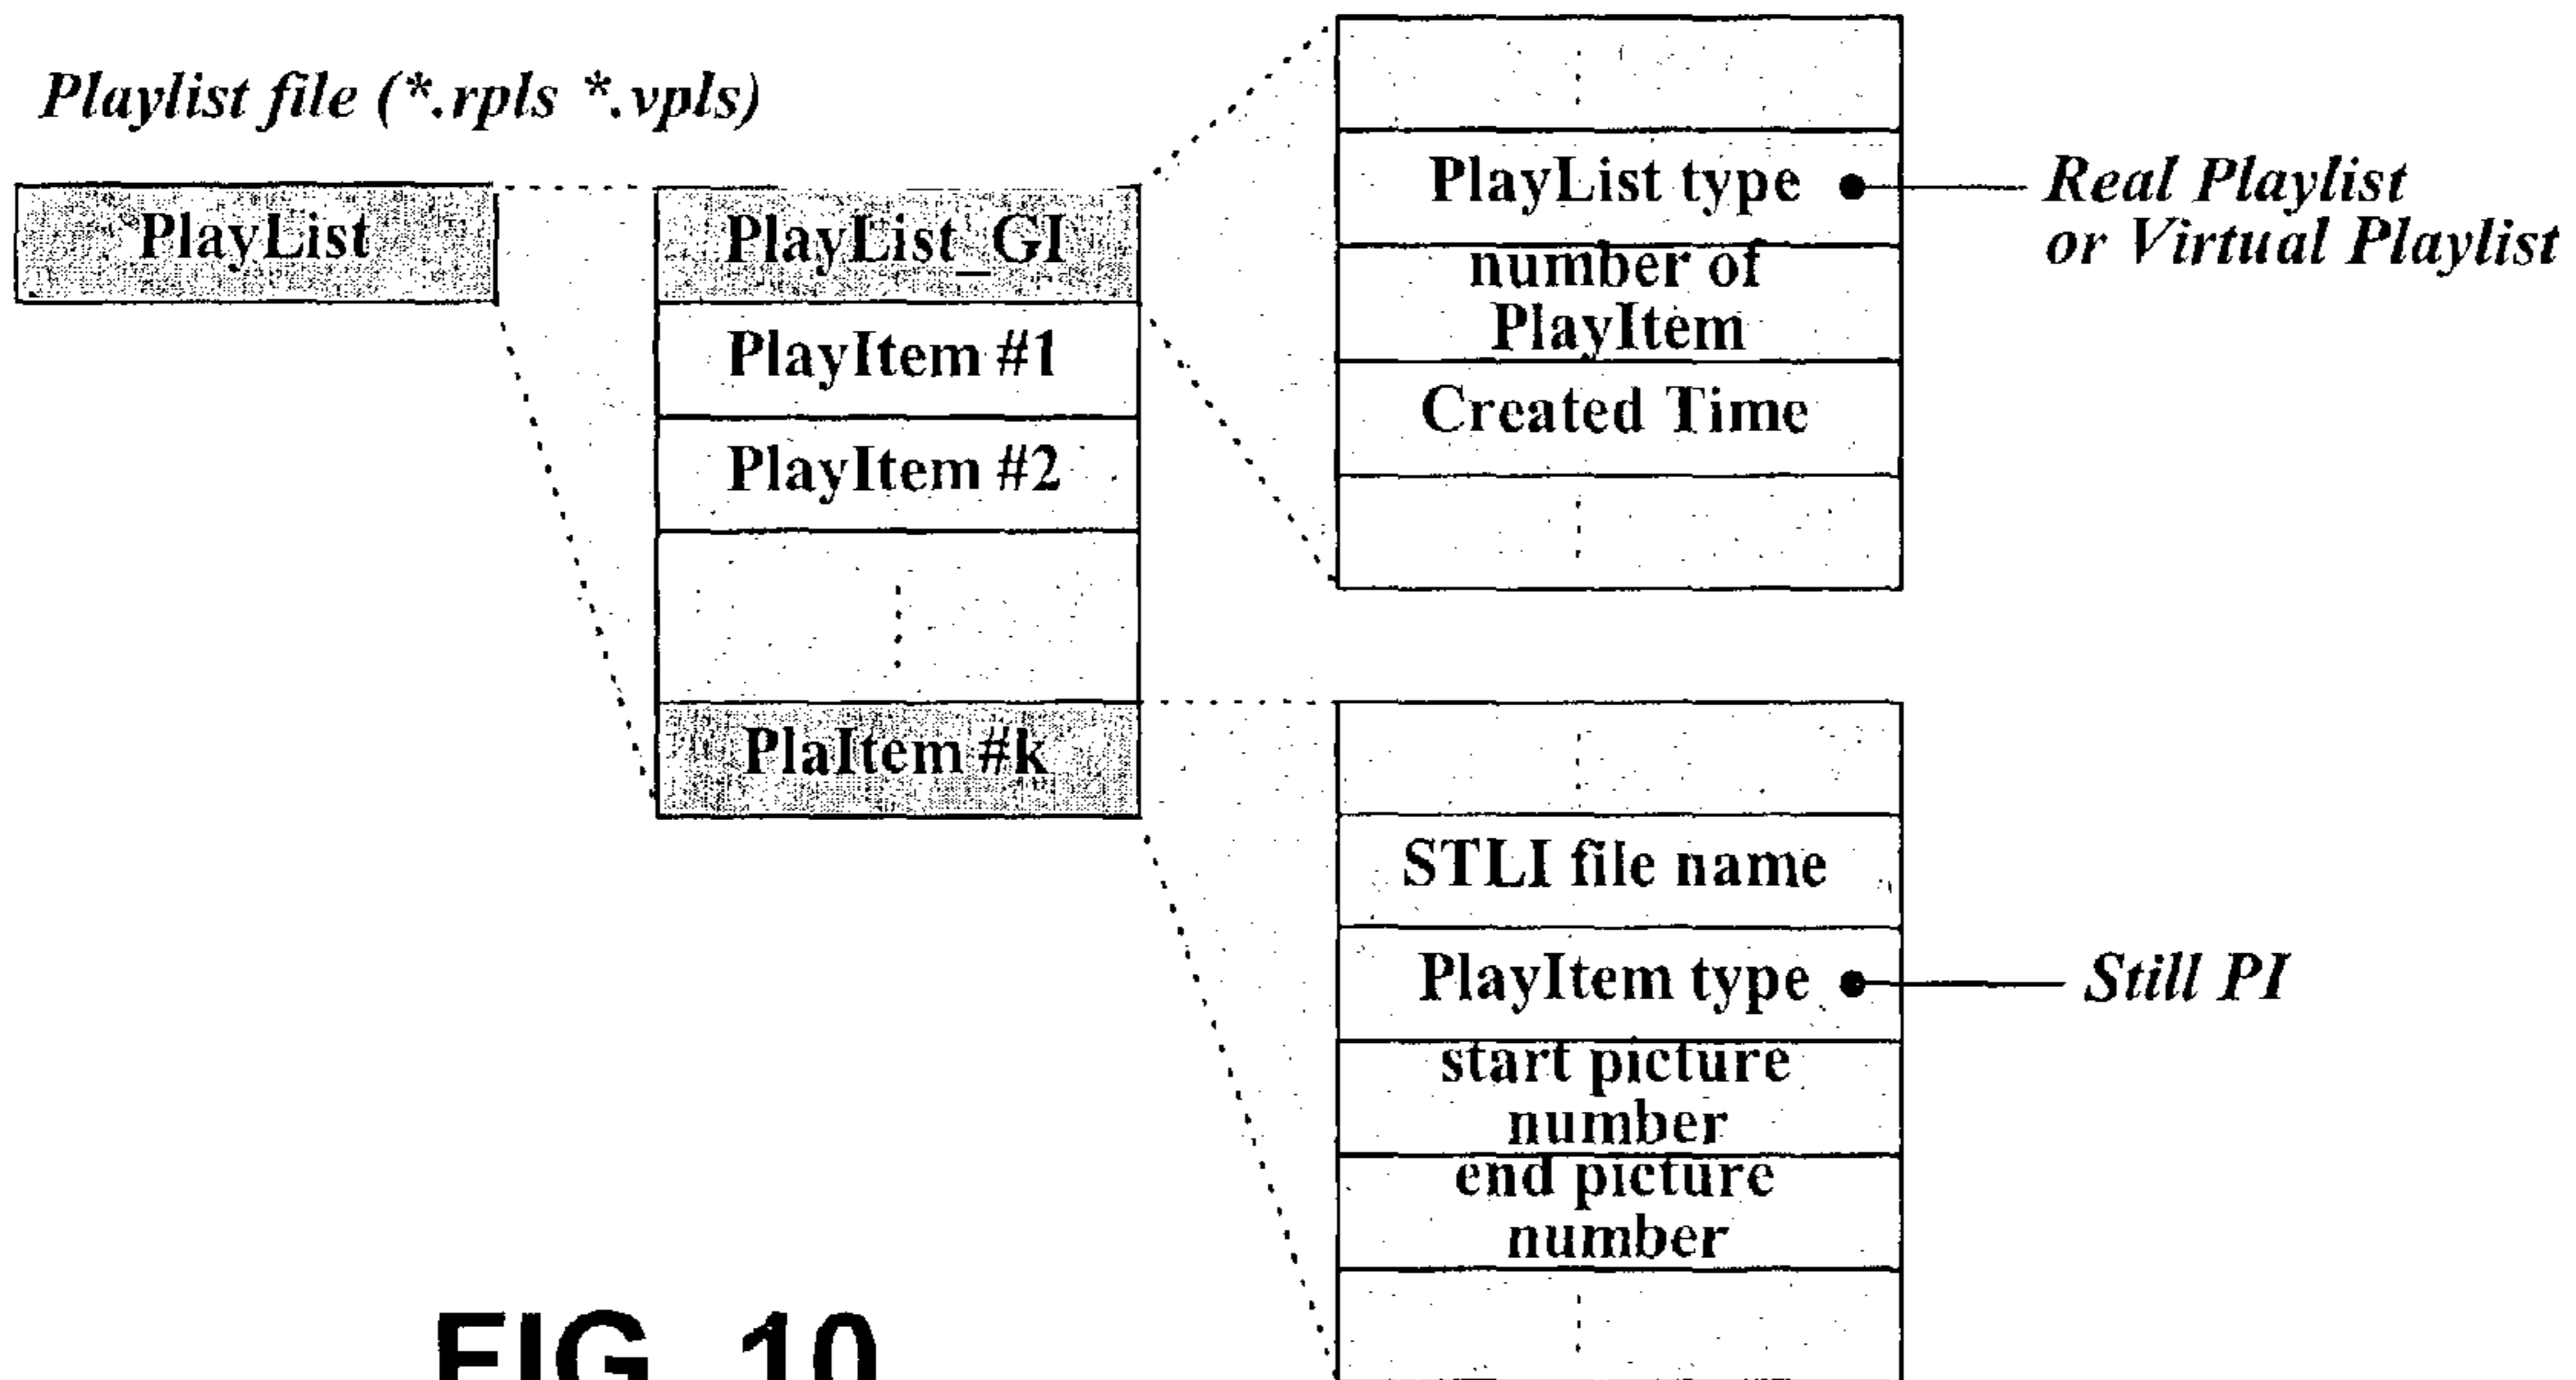 Playlist file (*.rpls *.vpls)
PlayList
PlayList_GI
PlayItem #1
PlayItem #2
PlaItem #k
PlayList type
number of
PlayItem
Created Time
Real Playlist
or Virtual Playlist
STLI file name
PlayItem type
start picture
number
end picture
number
Still PI
FIG. 10